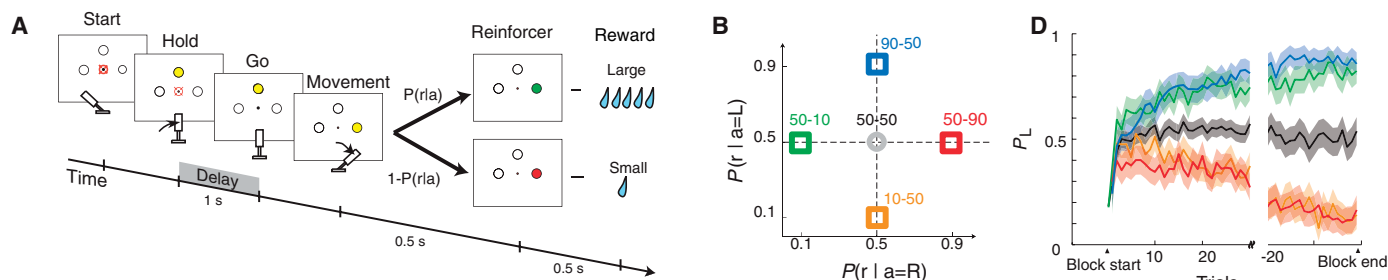 A
Start
Hold
Go
Movement
Time
Delay
1 s
0.5 s
0.5 s
P(r|a)
1-P(r|a)
Reinforcer
Reward
Large
Small
B
90-50
50-10
50-50
50-90
10-50
0.9
0.5
0.1
0.1
0.5
0.9
P(r | a=L)
P(r | a=R)
D
1
0.5
0
PL
10
20
-20
Block start
Block end